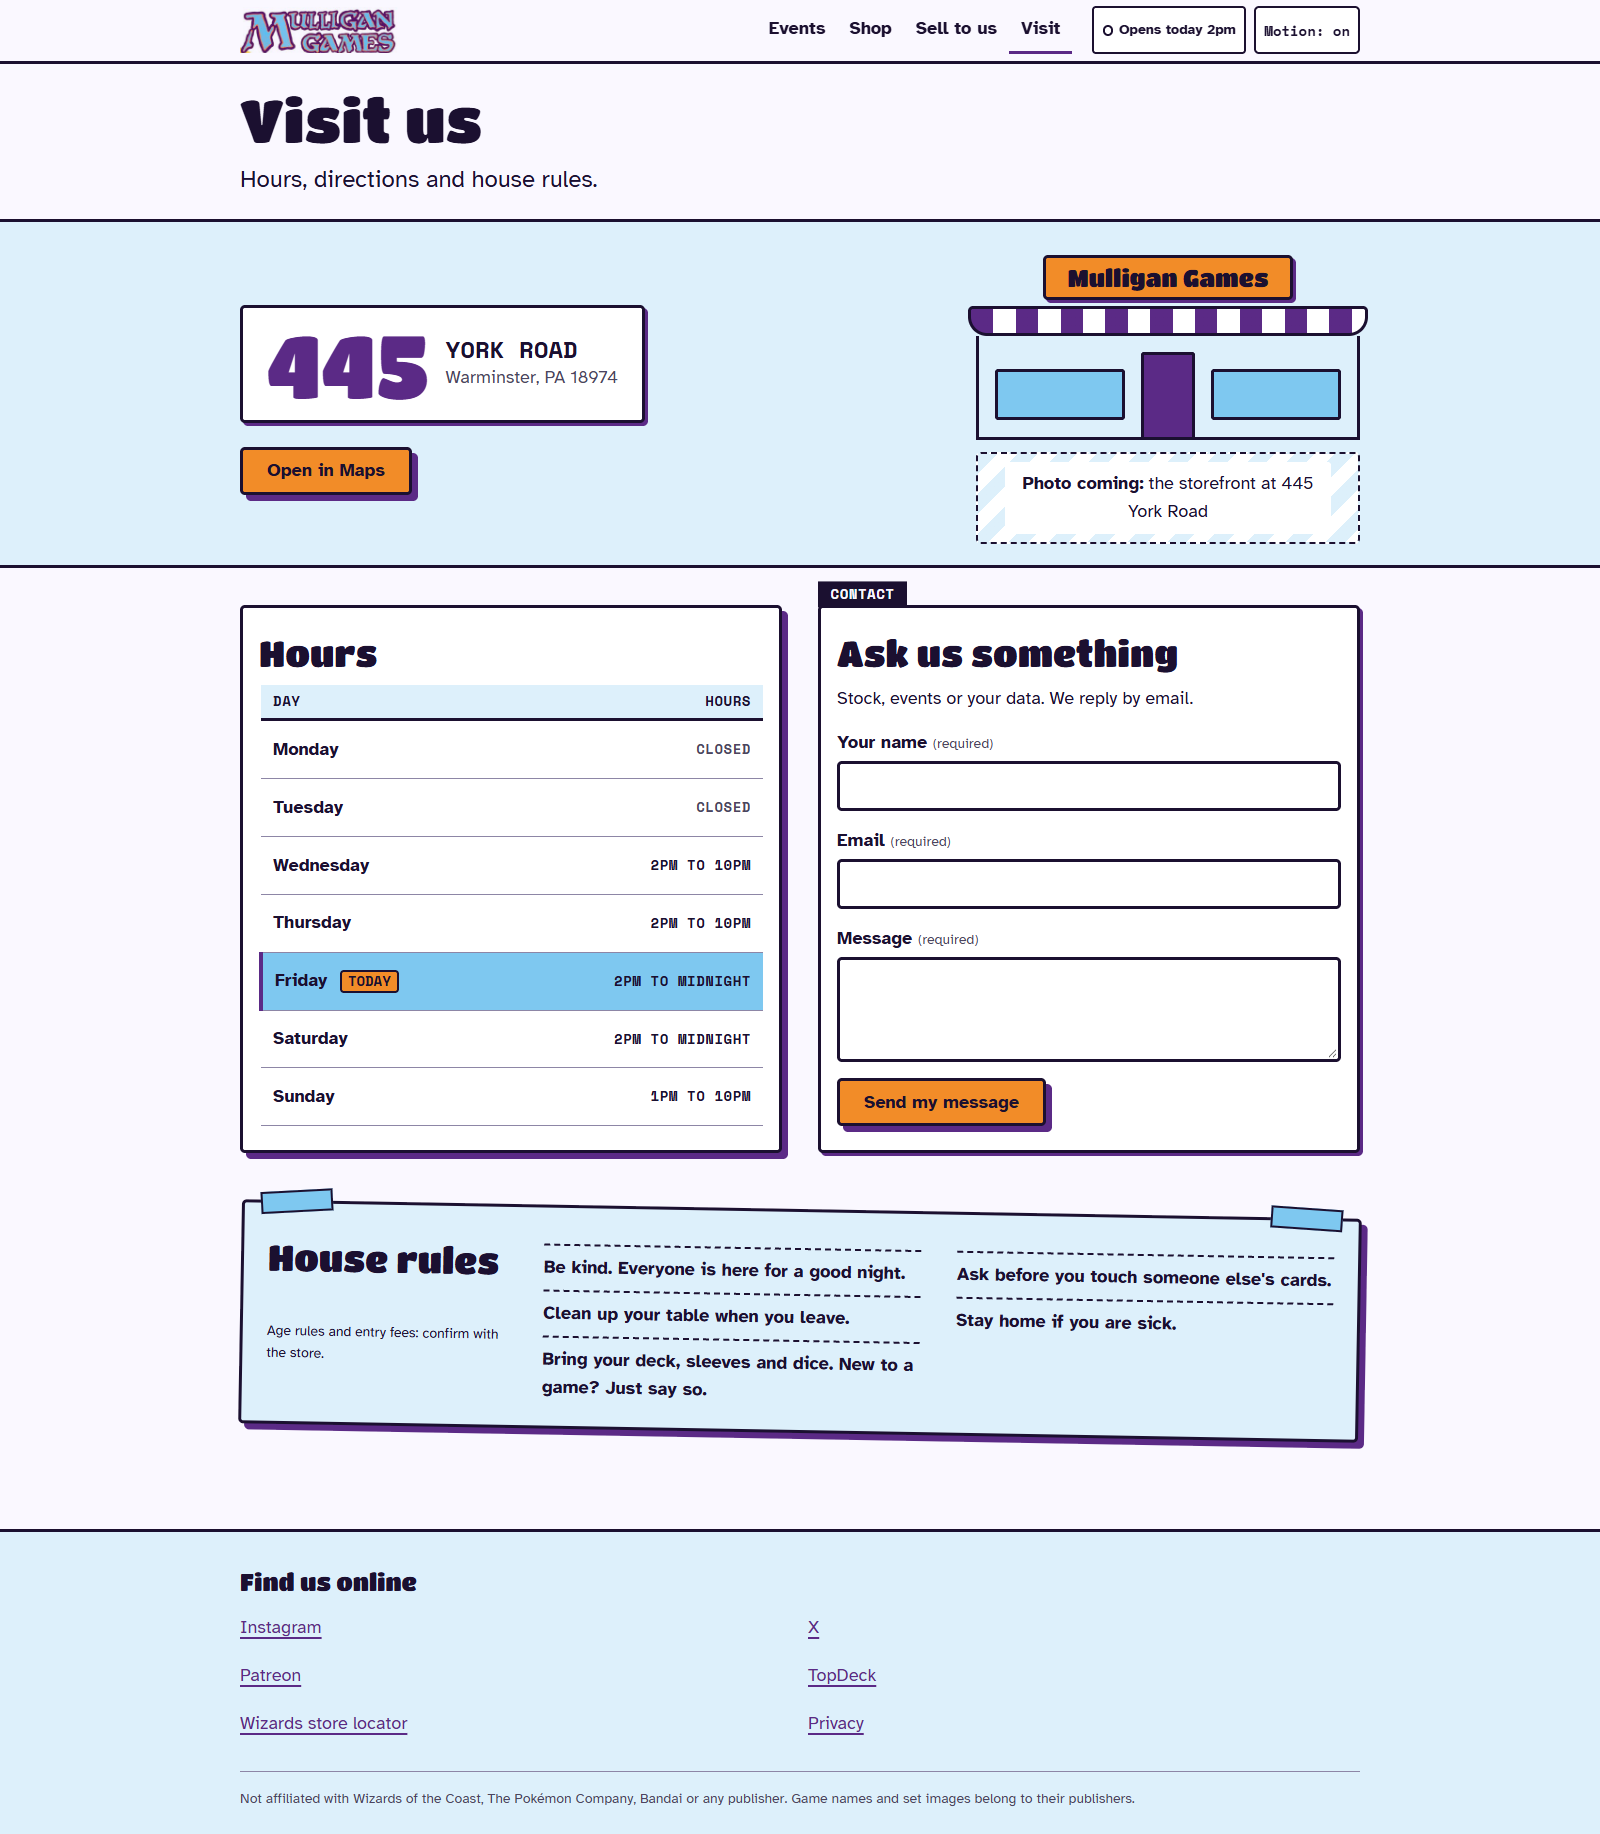 MULLIGAN
GAMES
Events Shop Sell to us Visit Opens today 2pm Motion: on
Visit us
Hours, directions and house rules.
Mulligan Games
445 YORK ROAD
Warminster, PA 18974
Open in Maps
Photo coming: the storefront at 445
York Road
Hours
DAY HOURS
Monday CLOSED
Tuesday CLOSED
Wednesday 2PM TO 10PM
Thursday 2PM TO 10PM
Friday TODAY 2PM TO MIDNIGHT
Saturday 2PM TO MIDNIGHT
Sunday 1PM TO 10PM
CONTACT
Ask us something
Stock, events or your data. We reply by email.
Your name (required)
Email (required)
Message (required)
Send my message
House rules
Age rules and entry fees: confirm with
the store.
Be kind. Everyone is here for a good night.
Clean up your table when you leave.
Bring your deck, sleeves and dice. New to a
game? Just say so.
Ask before you touch someone else's cards.
Stay home if you are sick.
Find us online
Instagram X
Patreon TopDeck
Wizards store locator Privacy
Not affiliated with Wizards of the Coast, The Pokémon Company, Bandai or any publisher. Game names and set images belong to their publishers.